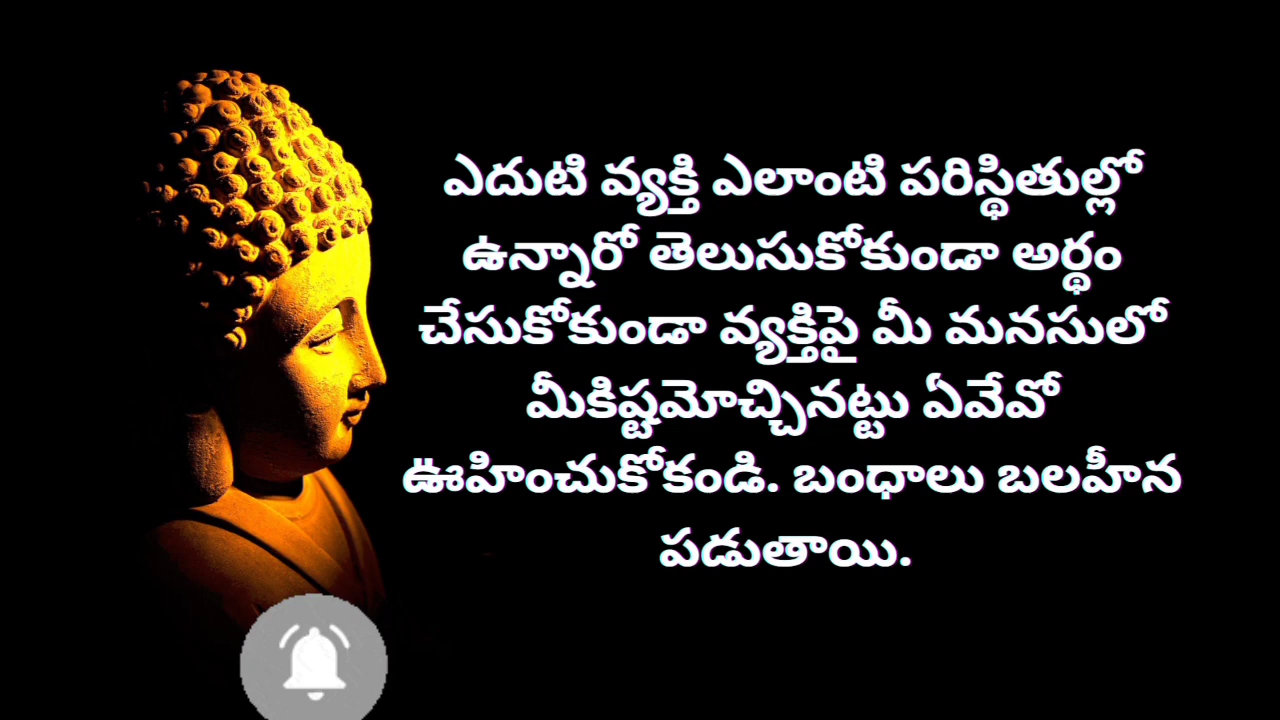 ఎదుటి వ్యక్తి ఎలాంటి పరిస్థితుల్లో
ఉన్నారో తెలుసుకోకుండా అర్థం
చేసుకోకుండా వ్యక్తిపై మీ మనసులో
మీకిష్టమోచ్చినట్టు ఏవేవో
ఊహించుకోకండి. బంధాలు బలహీన
పడుతాయి.